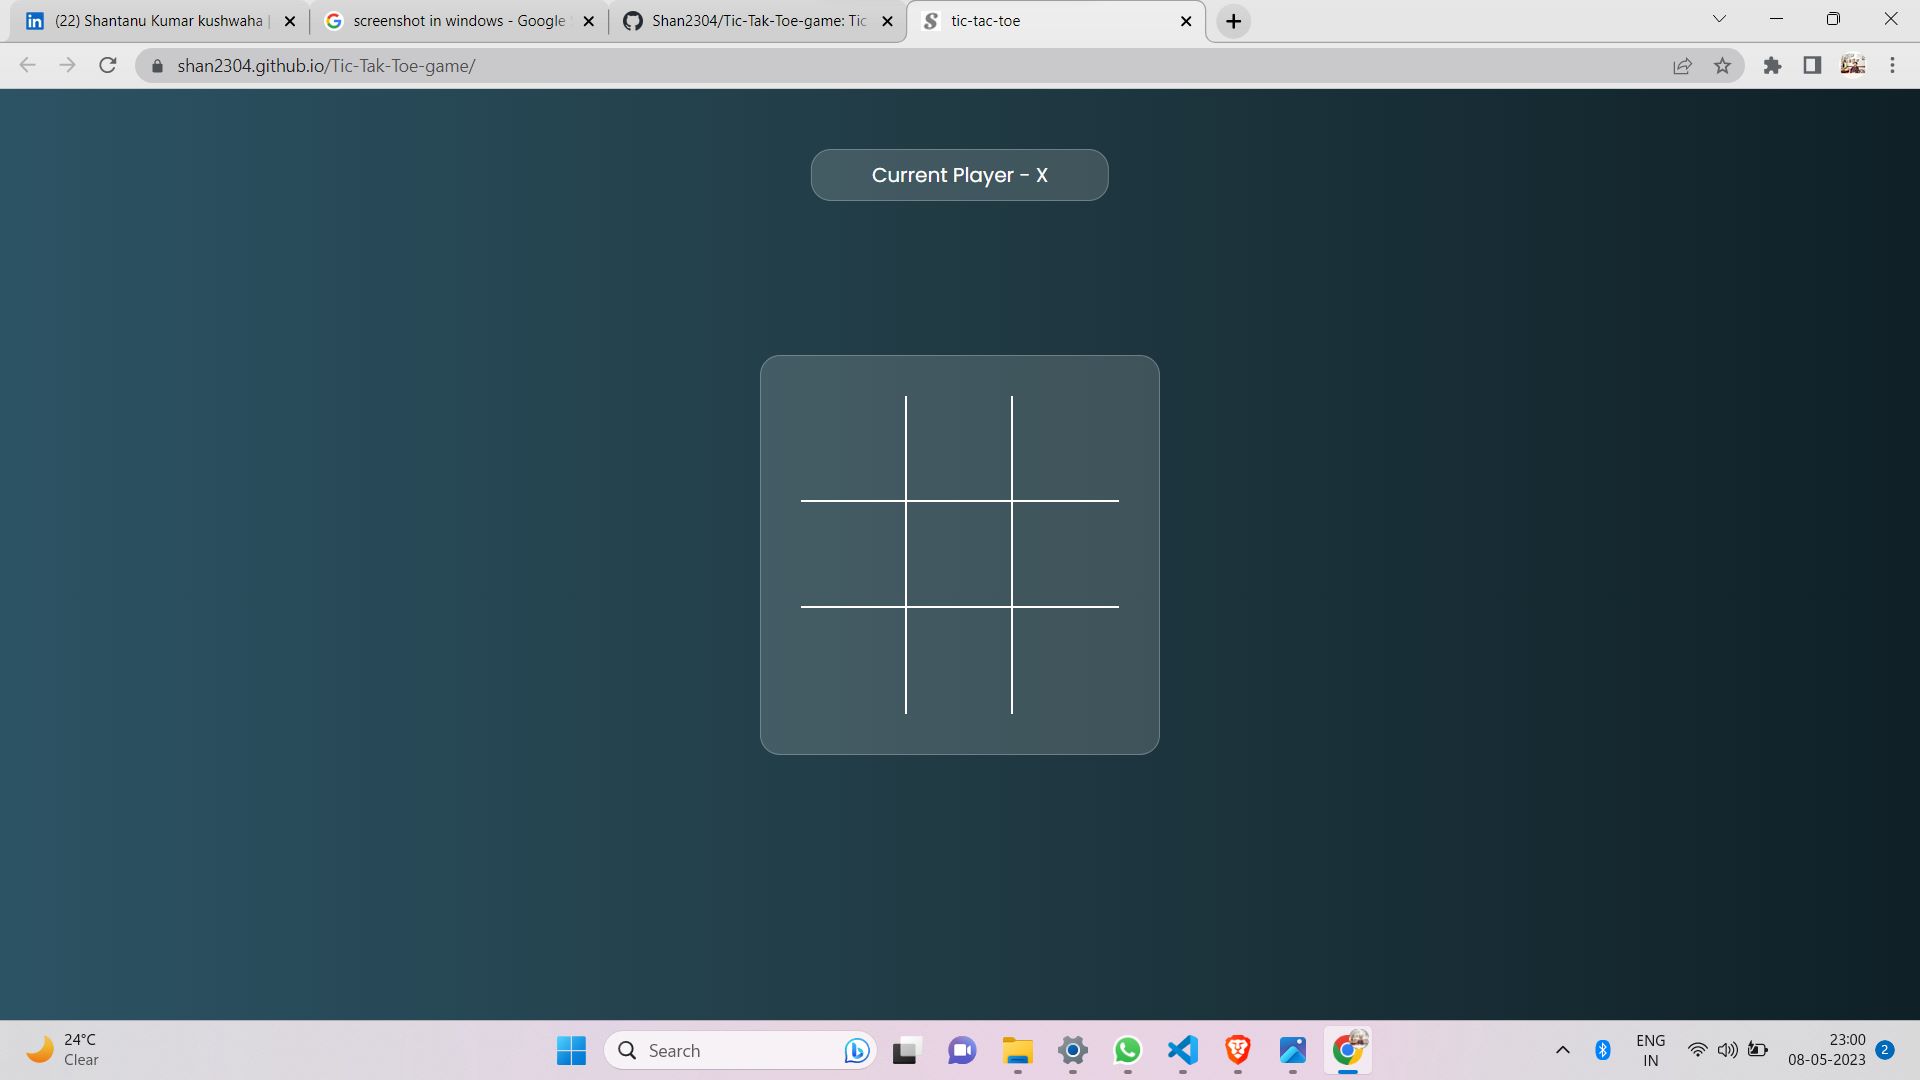 (22) Shantanu Kumar kushwaha |
screenshot in windows - Google
Shan2304/Tic-Tak-Toe-game: Tic
tic-tac-toe
shan2304.github.io/Tic-Tak-Toe-game/
Current Player - X
24°C
Clear
Search
ENG
IN
23:00
08-05-2023
2